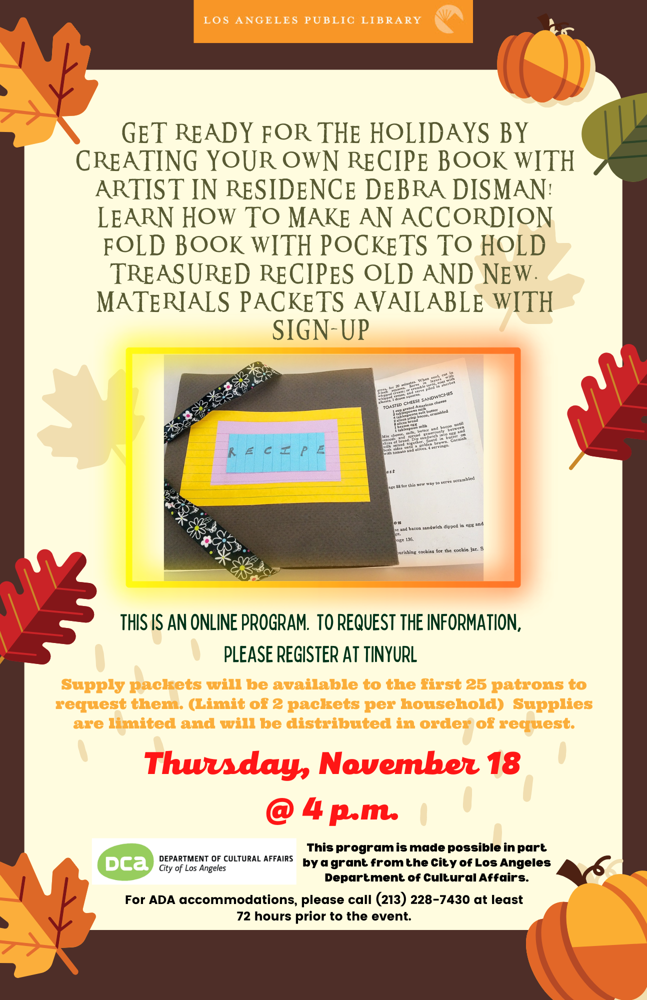 LOS ANGELES PUBLIC LIBRARY
GET READY FOR THE HOLIDAYS BY
CREATING YOUR OWN RECIPE BOOK WITH
ARTIST IN RESIDENCE DEBRA DISMAN!
LEARN HOW TO MAKE AN ACCORDION
FOLD BOOK WITH POCKETS TO HOLD
TREASURED RECIPES OLD AND NEW.
MATERIALS PACKETS AVAILABLE WITH
SIGN-UP
RECIPE
grees, for 20 minutes. When cool, cut in
3-inch squares. Serve in layers with
whipped cream; or crumble torte, coat with
whipped cream, and serve piled in sherbet
glasses. 1 dozen squares.
TOASTED CHEESE SANDWICHES
1 cup grated American cheese
2 tablespoons milk
4 tablespoons soft butter
2 slices crisp bacon, crumbled
8 slices bread
1 beaten egg
1 tablespoon milk
Mix cheese, milk, butter and bacon until
smooth and spread generously between
slices of bread. Dip sandwich into egg and
milk mixed together. Sauté in butter on
both sides until a golden brown. Garnish
with tomato and olives. 4 servings.
ast
age 88 for this new way to serve scrambled
on
se and bacon sandwich dipped in egg and
ge.
page 136.
ourishing cookies for the cookie jar. S
THIS IS AN ONLINE PROGRAM. TO REQUEST THE INFORMATION,
PLEASE REGISTER AT TINYURL
Supply packets will be available to the first 25 patrons to
request them. (Limit of 2 packets per household) Supplies
are limited and will be distributed in order of request.
Thursday, November 18
@ 4 p.m.
DCa
DEPARTMENT OF CULTURAL AFFAIRS
City of Los Angeles
This program is made possible in part
by a grant from the City of Los Angeles
Department of Cultural Affairs.
For ADA accommodations, please call (213) 228-7430 at least
72 hours prior to the event.